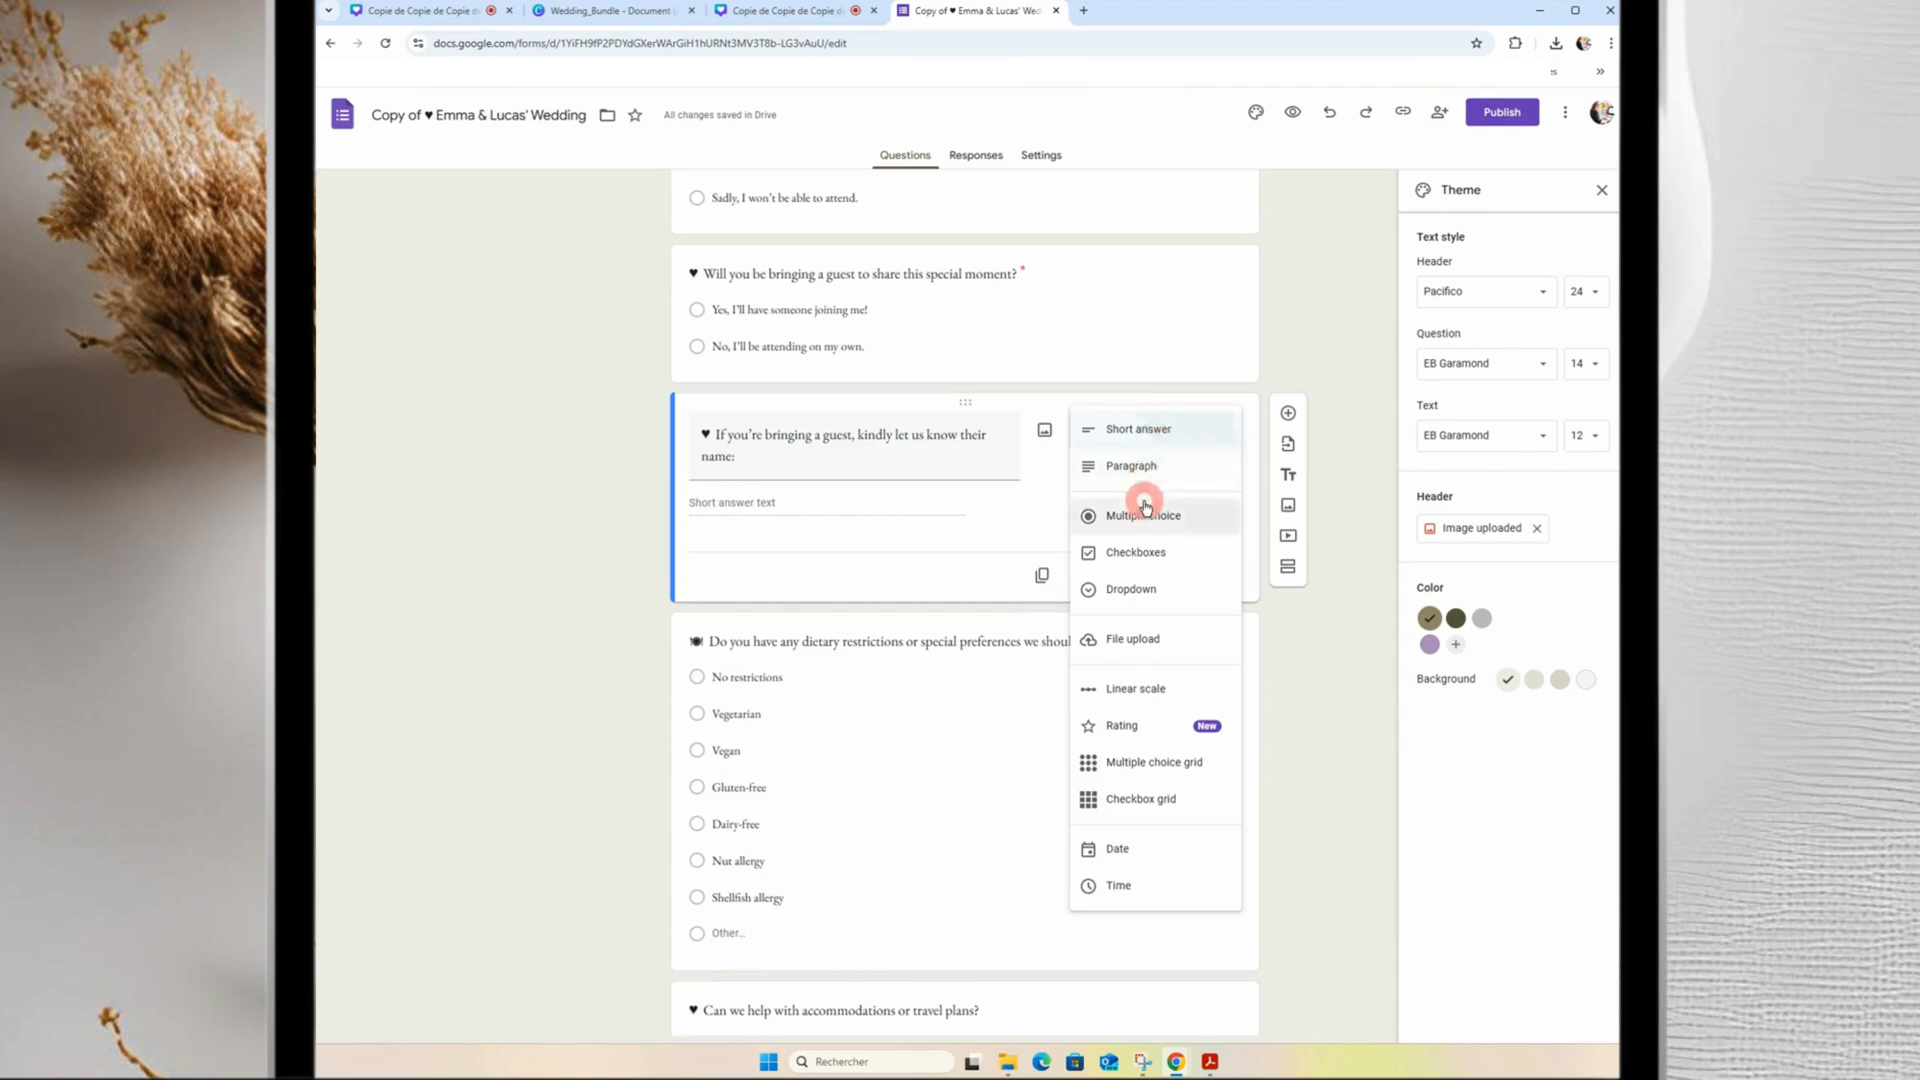 Copie de Copie de Copie de
Wedding_Bundle - Document (
Copie de Copie de Copie de
Copy of ♥ Emma & Lucas' Wed
docs.google.com/forms/d/1YiFH9fP2PDYdGXerWArGiH1hURNt3MV3T8b-LG3vAuU/edit
Copy of ♥ Emma & Lucas' Wedding
All changes saved in Drive
Publish
Questions
Responses
Settings
Sadly, I won't be able to attend.
♥ Will you be bringing a guest to share this special moment? *
Yes, I'll have someone joining me!
No, I'll be attending on my own.
♥ If you're bringing a guest, kindly let us know their
name:
Short answer text
Short answer
Paragraph
Multiple choice
Checkboxes
Dropdown
File upload
Linear scale
Rating New
Multiple choice grid
Checkbox grid
Date
Time
Do you have any dietary restrictions or special preferences we shoul
No restrictions
Vegetarian
Vegan
Gluten-free
Dairy-free
Nut allergy
Shellfish allergy
Other...
♥ Can we help with accommodations or travel plans?
Theme
Text style
Header
Pacifico 24
Question
EB Garamond 14
Text
EB Garamond 12
Header
Image uploaded
Color
Background
Rechercher